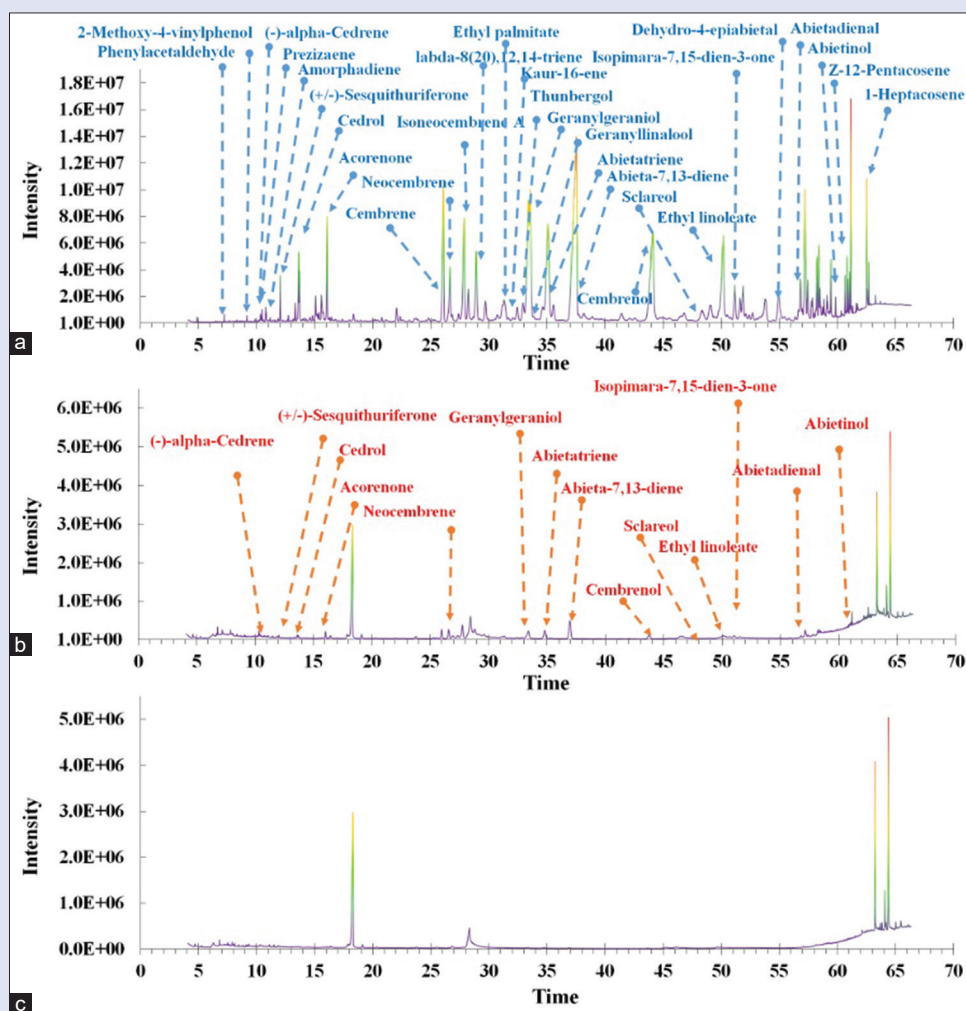 Ethyl palmitate
2-Methoxy-4-vinylphenol
(-)-alpha-Cedrene
Dehydro-4-epiabietal
Abietadienal
Phenylacetaldehyde
Prezizaene
labda-8(20),12,14-triene
Isopimara-7,15-dien-3-one
Abietinol
Amorphadiene
Kaur-16-ene
Z-12-Pentacosene
(+/-)-Sesquithuriferone
Thunbergol
1-Heptacosene
Cedrol
Isoneocembrene A
Geranylgeraniol
Geranyllinalool
Acorenone
Abietatriene
Neocembrene
Abieta-7,13-diene
Cembrene
Sclareol
Ethyl linoleate
Cembrenol
Intensity
1.8E+07
1.6E+07
1.4E+07
1.2E+07
1.0E+07
8.0E+06
6.0E+06
4.0E+06
2.0E+06
1.0E+00
0 5 10 15 20 25 30 35 40 45 50 55 60 65 70
Time
a
Isopimara-7,15-dien-3-one
(+/-)-Sesquithuriferone
Geranylgeraniol
Abietinol
(-)-alpha-Cedrene
Cedrol
Abietatriene
Abietadienal
Acorenone
Abieta-7,13-diene
Neocembrene
Sclareol
Ethyl linoleate
Cembrenol
Intensity
6.0E+06
5.0E+06
4.0E+06
3.0E+06
2.0E+06
1.0E+06
1.0E+00
0 5 10 15 20 25 30 35 40 45 50 55 60 65 70
Time
b
Intensity
5.0E+06
4.0E+06
3.0E+06
2.0E+06
1.0E+06
0.0E+00
0 5 10 15 20 25 30 35 40 45 50 55 60 65 70
Time
c